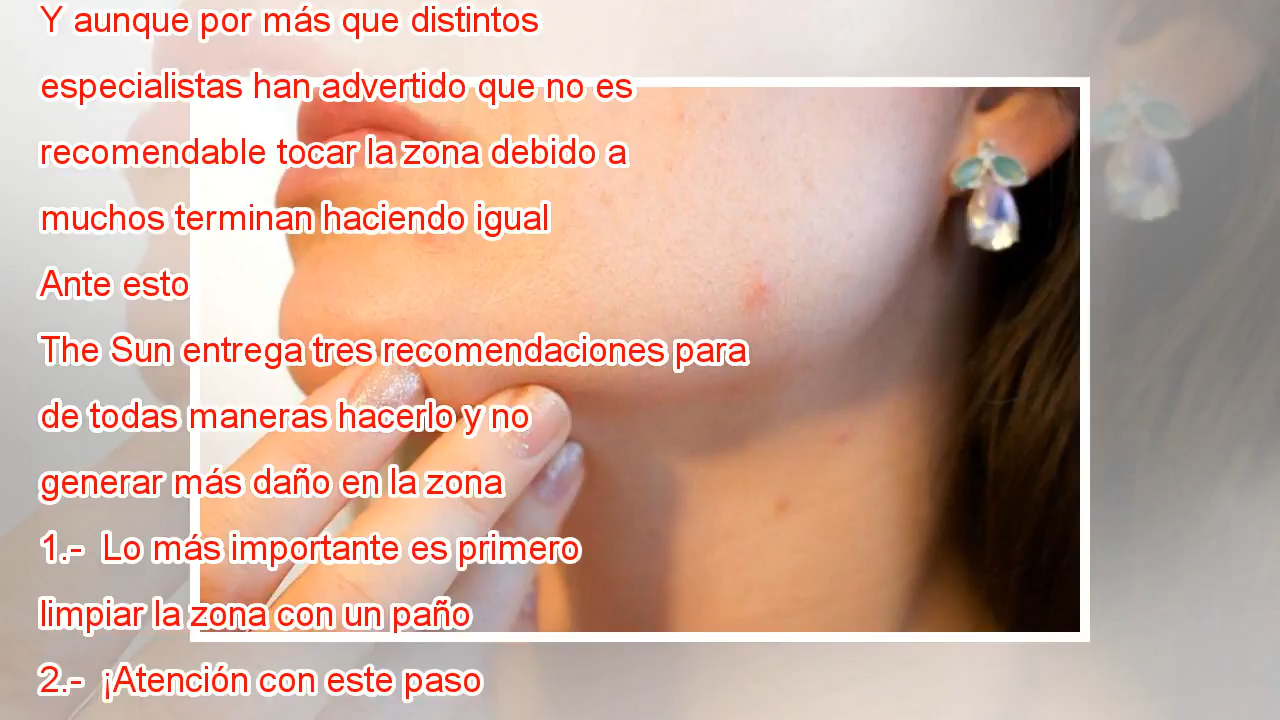 Y aunque por más que distintos
especialistas han advertido que no es
recomendable tocar la zona debido a
muchos terminan haciendo igual
Ante esto
The Sun entrega tres recomendaciones para
de todas maneras hacerlo y no
generar más daño en la zona
1.-  Lo más importante es primero
limpiar la zona con un paño
2.-  ¡Atención con este paso